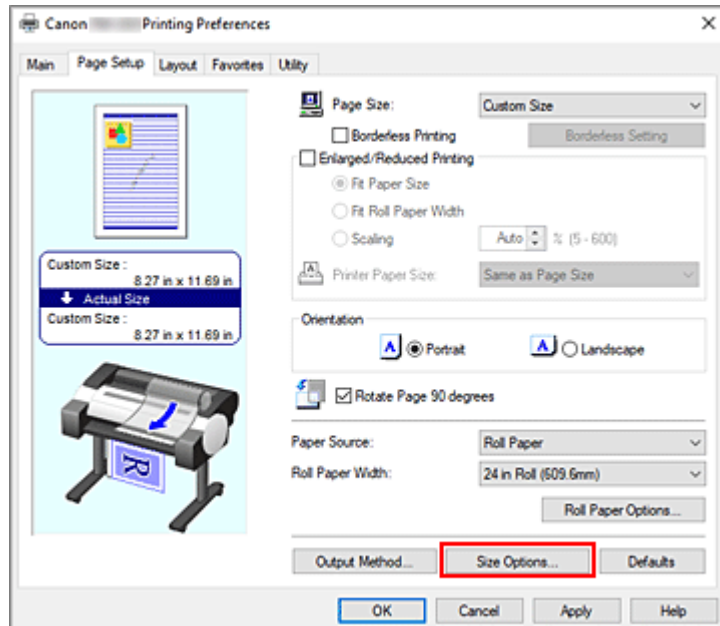 Canon Printing Preferences
Main Page Setup Layout Favorites Utility
Page Size: Custom Size
Borderless Printing Borderless Setting
Enlarged/Reduced Printing
Fit Paper Size
Fit Roll Paper Width
Scaling Auto % (5 - 600)
Printer Paper Size: Same as Page Size
Custom Size :
8.27 in x 11.69 in
Actual Size
Custom Size :
8.27 in x 11.69 in
Orientation
A Portrait A Landscape
Rotate Page 90 degrees
Paper Source: Roll Paper
Roll Paper Width: 24 in Roll (609.6mm)
Roll Paper Options...
R
Output Method... Size Options... Defaults
OK Cancel Apply Help